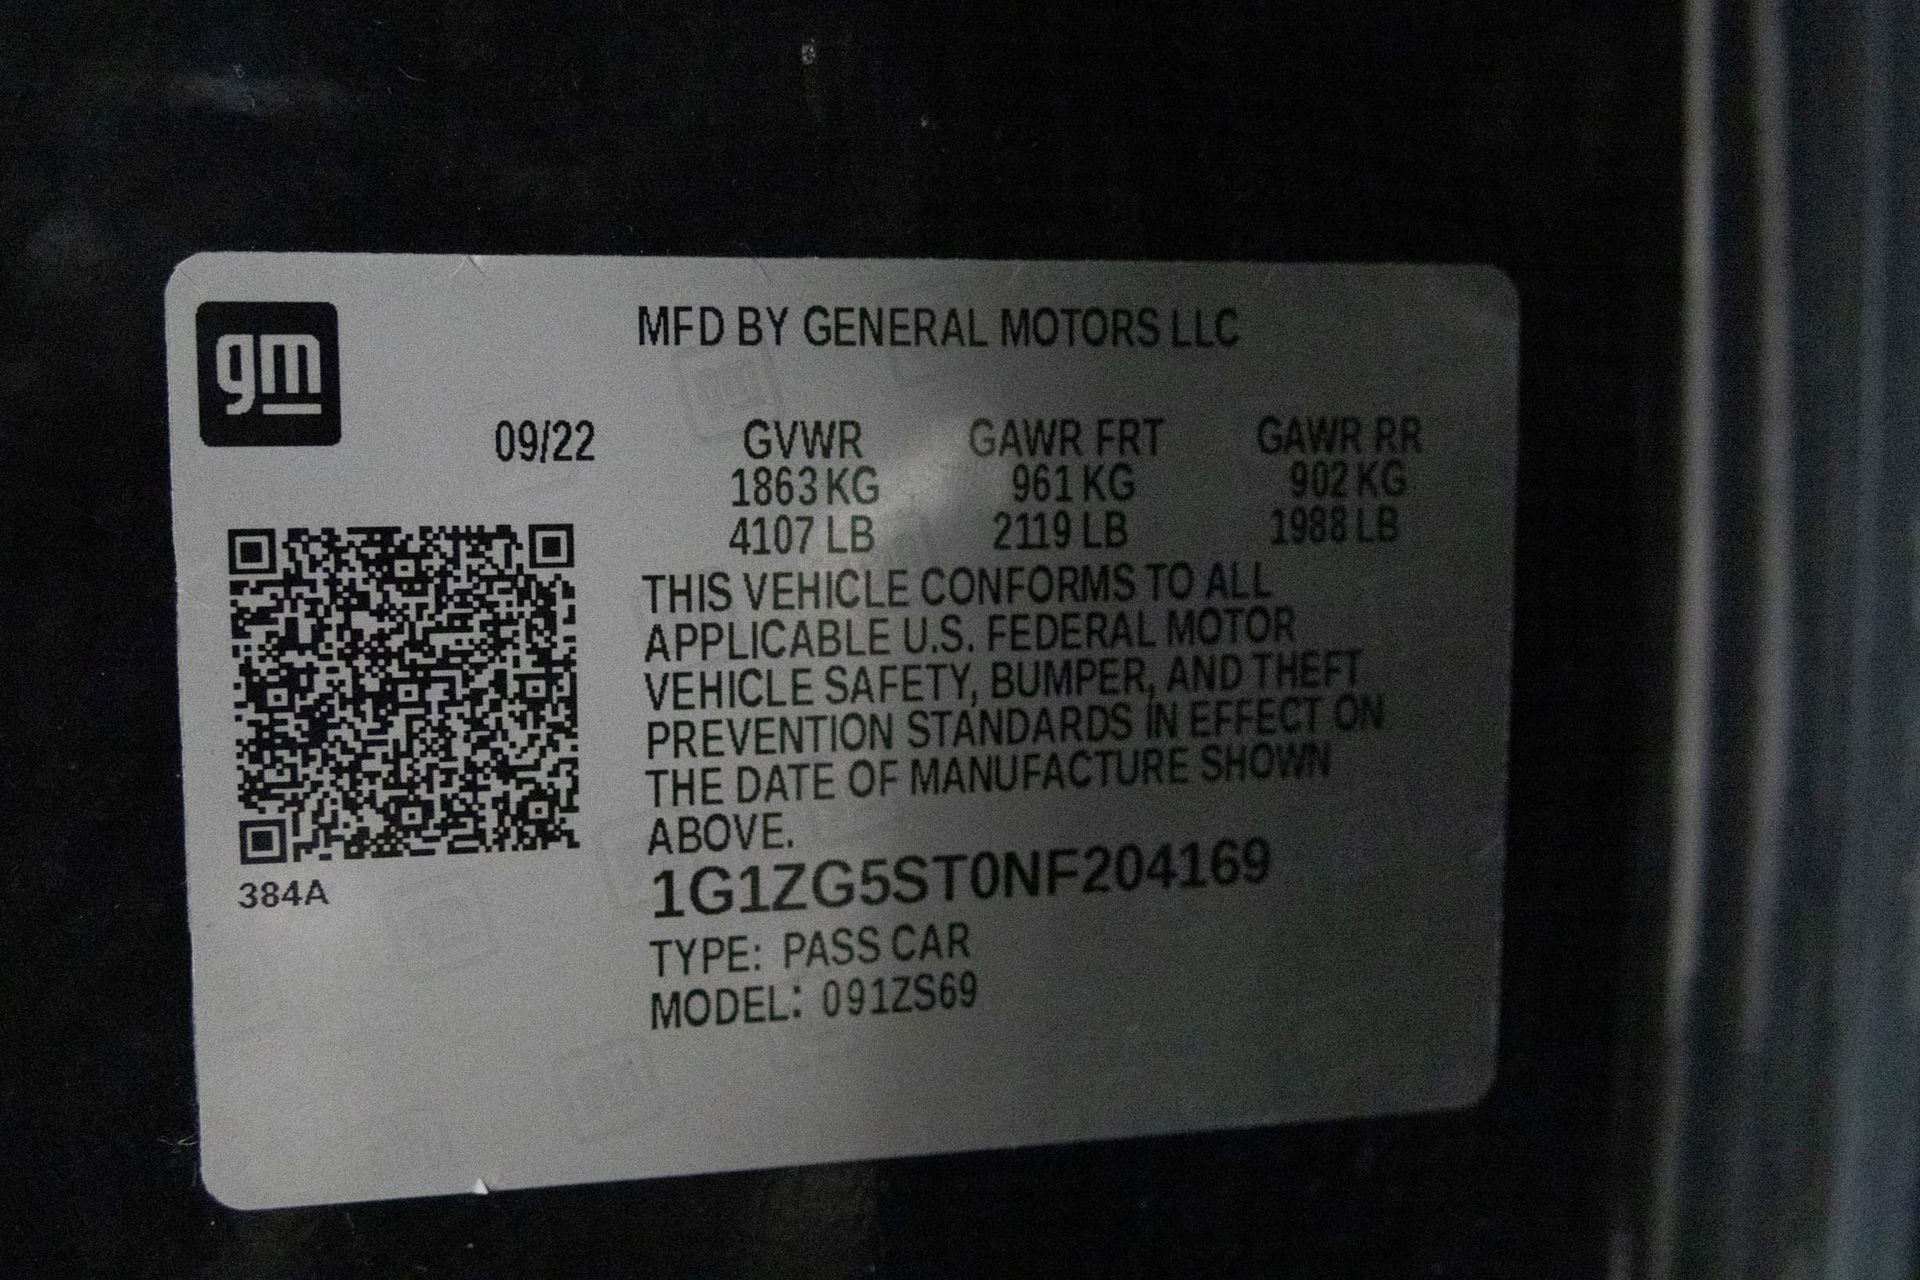 gm
MFD BY GENERAL MOTORS LLC
09/22 GVWR GAWR FRT GAWR RR
1863 KG 961 KG 902 KG
4107 LB 2119 LB 1988 LB
THIS VEHICLE CONFORMS TO ALL
APPLICABLE U.S. FEDERAL MOTOR
VEHICLE SAFETY, BUMPER, AND THEFT
PREVENTION STANDARDS IN EFFECT ON
THE DATE OF MANUFACTURE SHOWN
ABOVE.
384A
1G1ZG5ST0NF204169
TYPE: PASS CAR
MODEL: 091ZS69